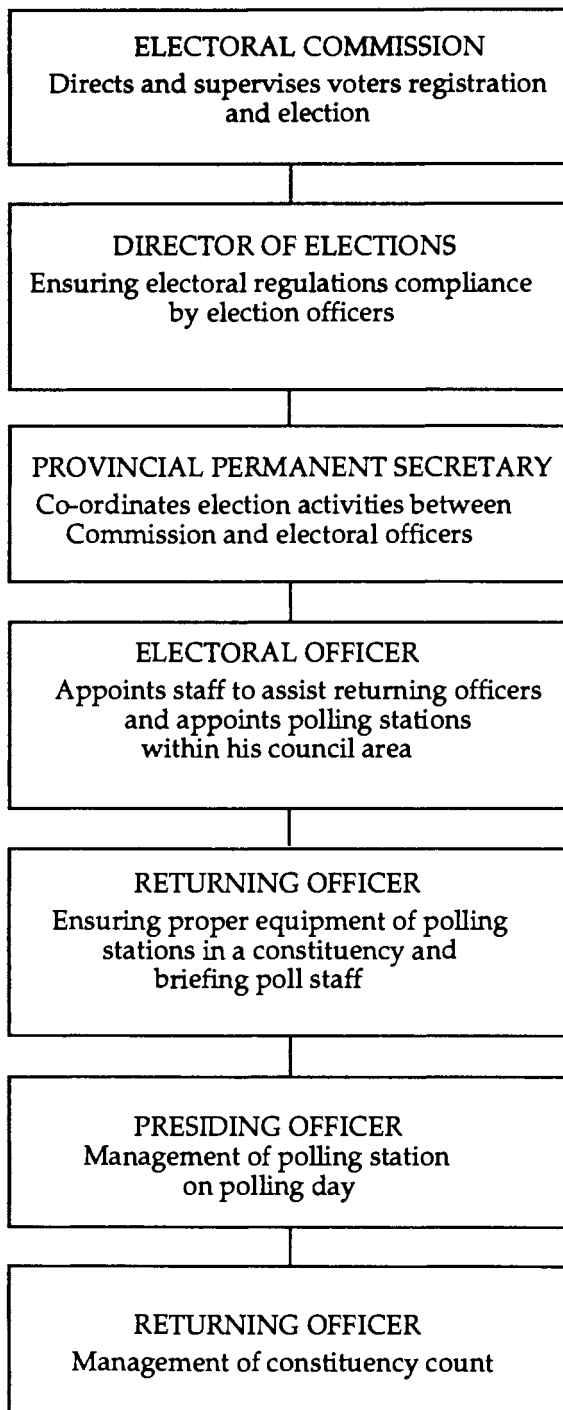 ELECTORAL COMMISSION
Directs and supervises voters registration
and election
DIRECTOR OF ELECTIONS
Ensuring electoral regulations compliance
by election officers
PROVINCIAL PERMANENT SECRETARY
Co-ordinates election activities between
Commission and electoral officers
ELECTORAL OFFICER
Appoints staff to assist returning officers
and appoints polling stations
within his council area
RETURNING OFFICER
Ensuring proper equipment of polling
stations in a constituency and
briefing poll staff
PRESIDING OFFICER
Management of polling station
on polling day
RETURNING OFFICER
Management of constituency count